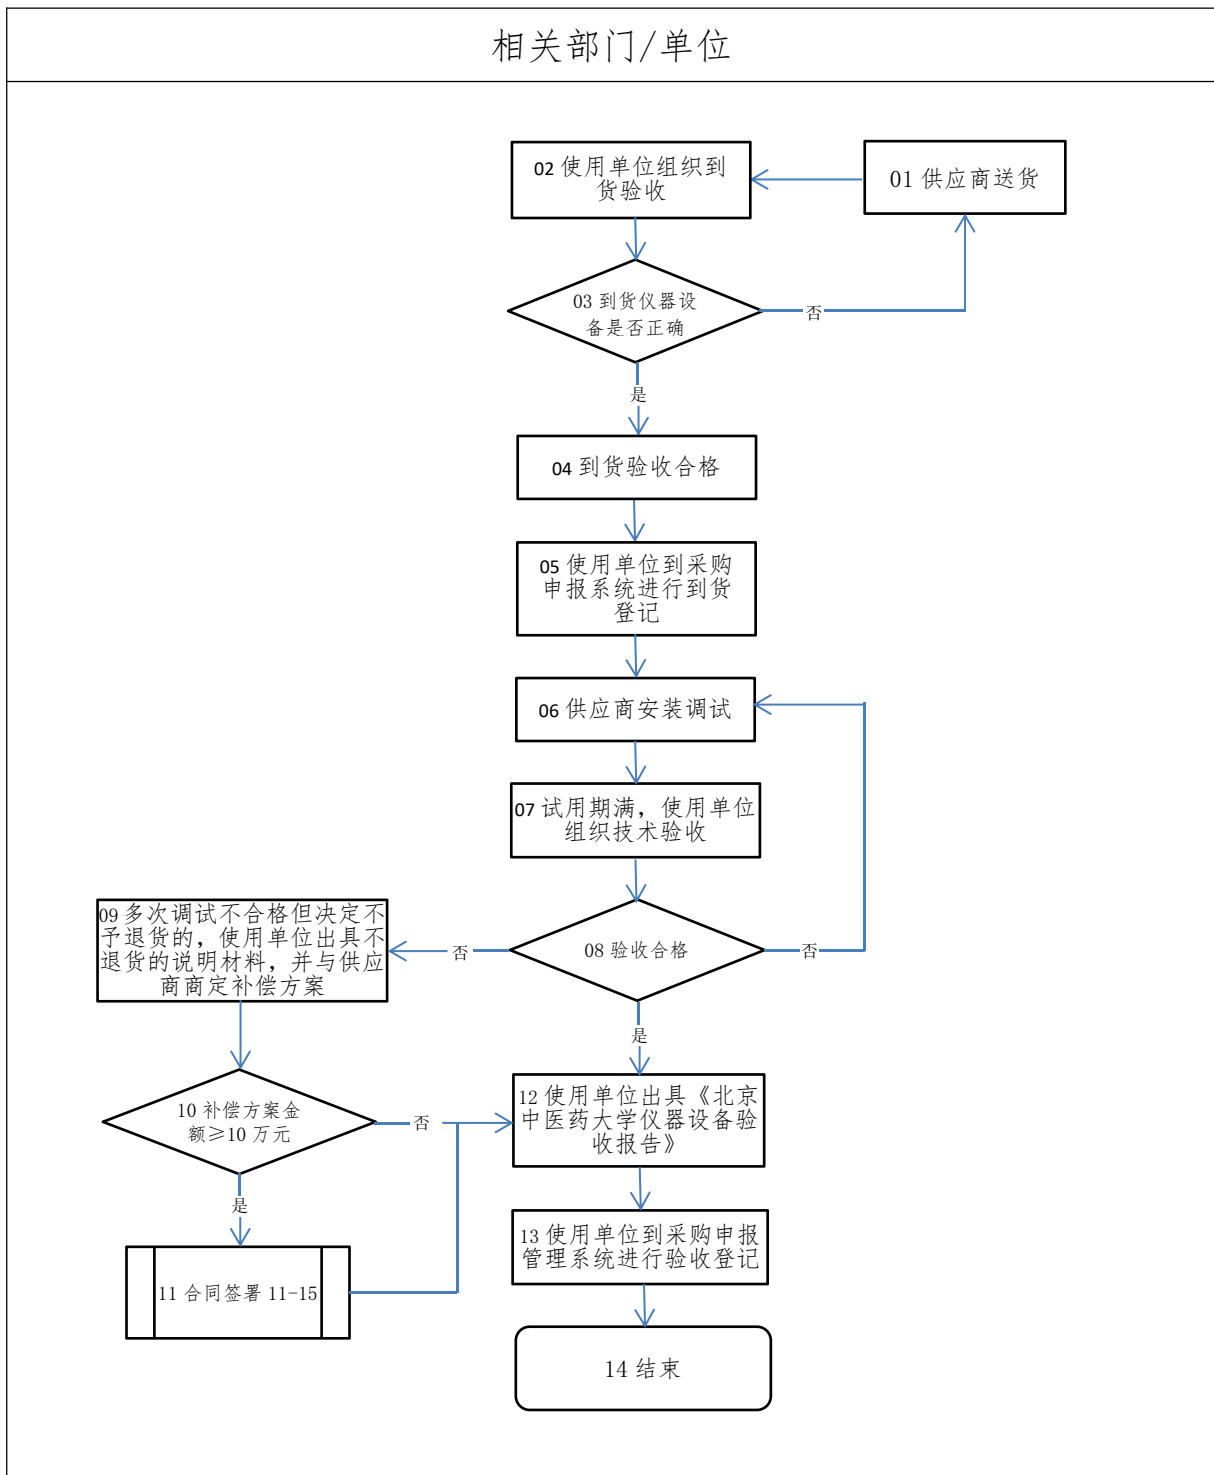 相关部门/单位
02 使用单位组织到
货验收
01 供应商送货
03 到货仪器设
备是否正确
否
是
04 到货验收合格
05 使用单位到采购
申报系统进行到货
登记
06 供应商安装调试
07 试用期满，使用单位
组织技术验收
09 多次调试不合格但决定不
予退货的，使用单位出具不
退货的说明材料，并与供应
商商定补偿方案
否
08 验收合格
否
是
10 补偿方案金
额≥10 万元
否
是
12 使用单位出具《北京
中医药大学仪器设备验
收报告》
13 使用单位到采购申报
管理系统进行验收登记
11 合同签署 11-15
14 结束